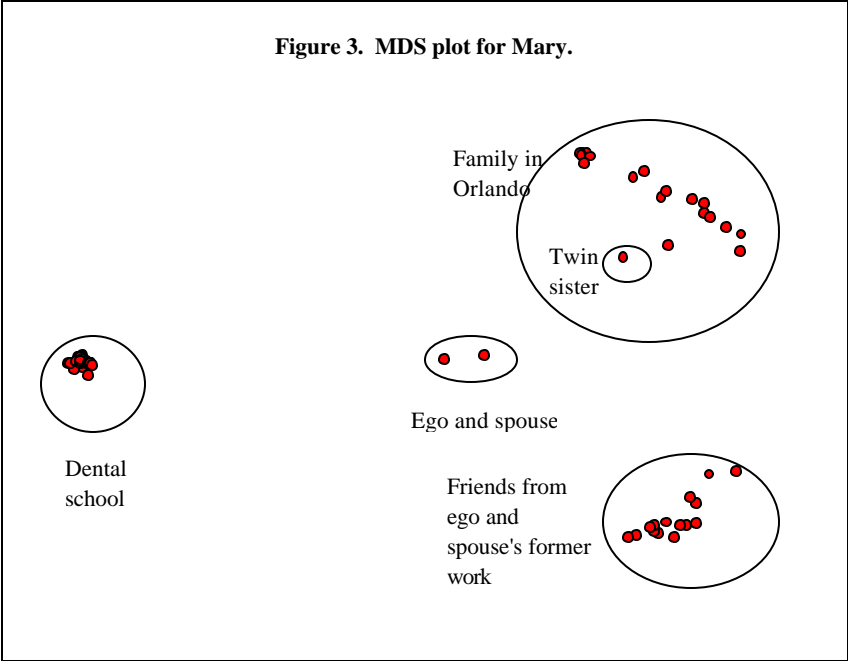 Figure 3.  MDS plot for Mary.
Family in
Orlando
Twin
sister
Ego and spouse
Dental
school
Friends from
ego and
spouse's former
work